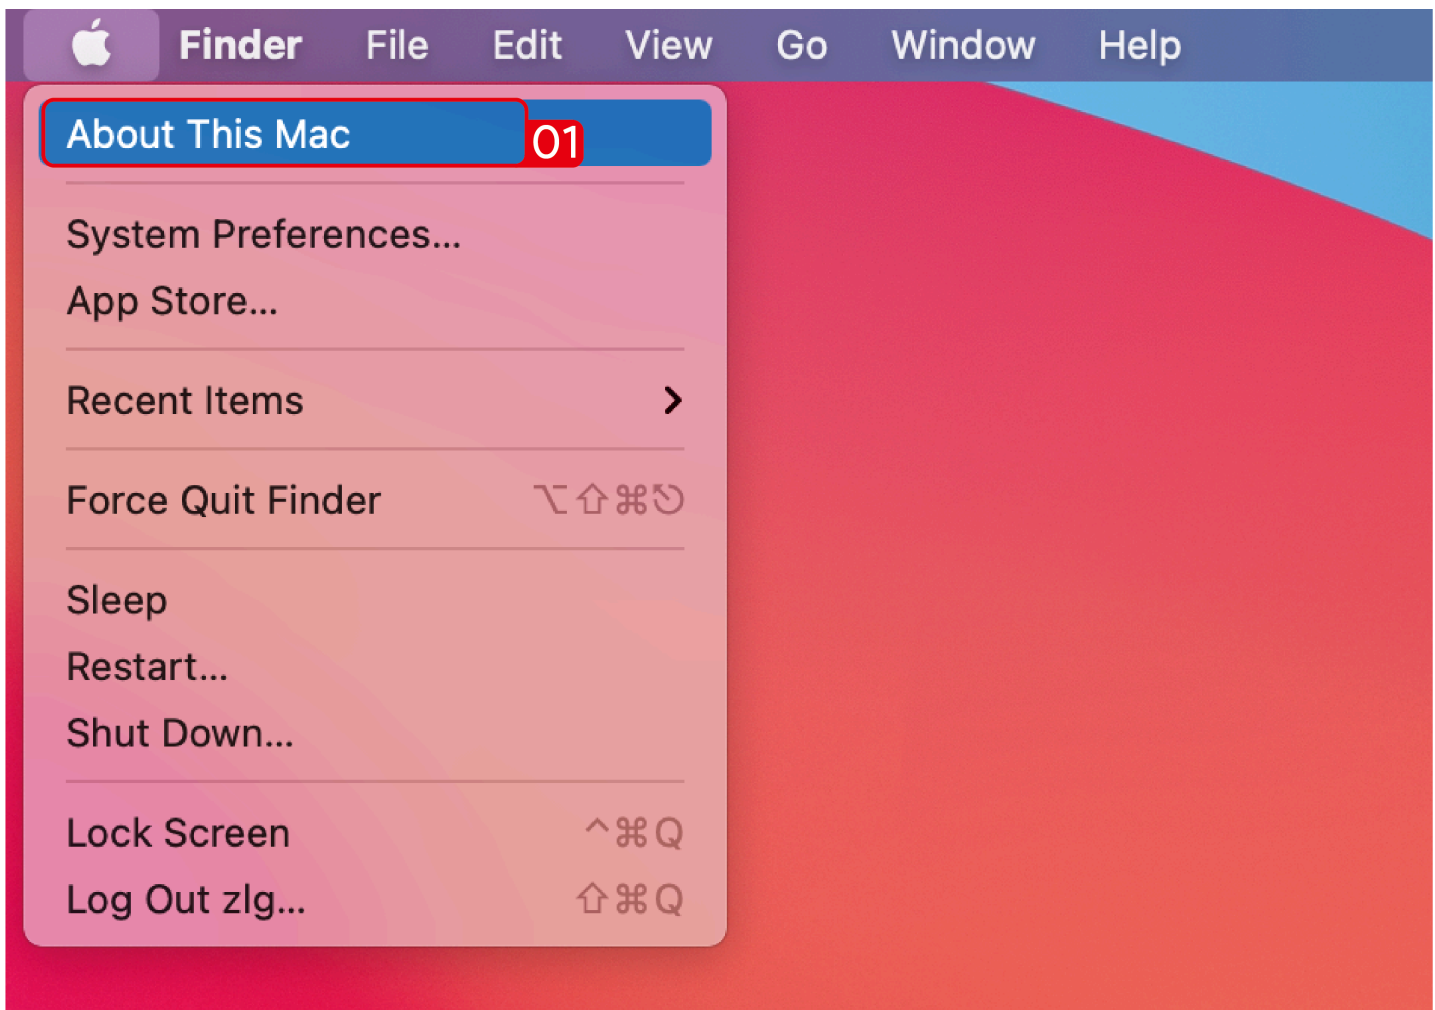 Finder File Edit View Go Window Help
About This Mac 01
System Preferences...
App Store...
Recent Items
Force Quit Finder ⌥⇧⌘⎋
Sleep
Restart...
Shut Down...
Lock Screen ^⌘Q
Log Out zlg... ⇧⌘Q